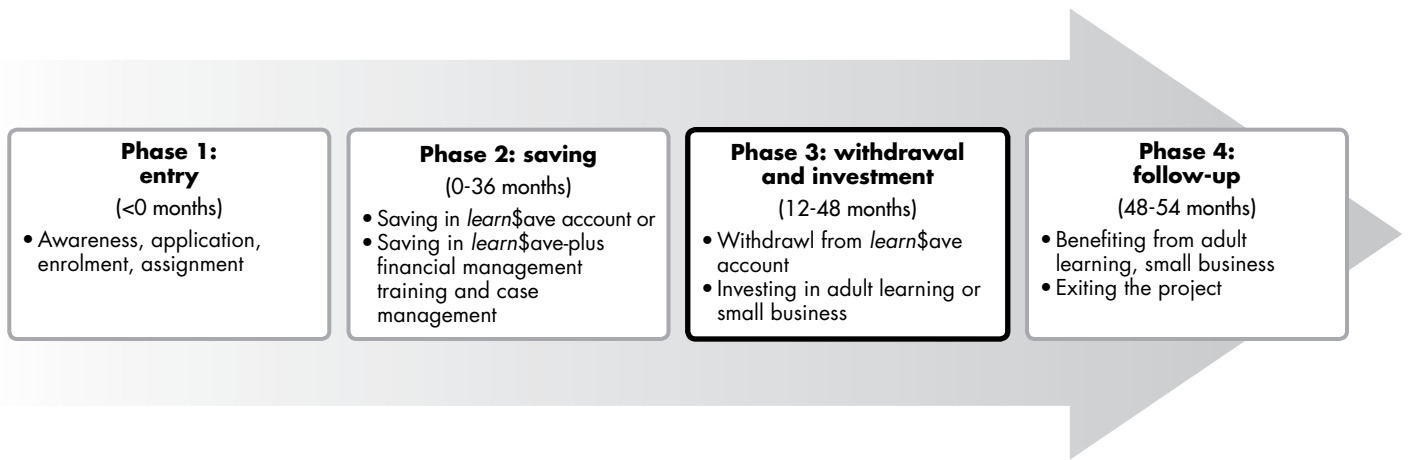 Phase 1:
entry
(<0 months)
• Awareness, application,
enrolment, assignment
Phase 2: saving
(0-36 months)
• Saving in learn$ave account or
• Saving in learn$ave-plus
financial management
training and case
management
Phase 3: withdrawal
and investment
(12-48 months)
• Withdrawl from learn$ave
account
• Investing in adult learning or
small business
Phase 4:
follow-up
(48-54 months)
• Benefiting from adult
learning, small business
• Exiting the project